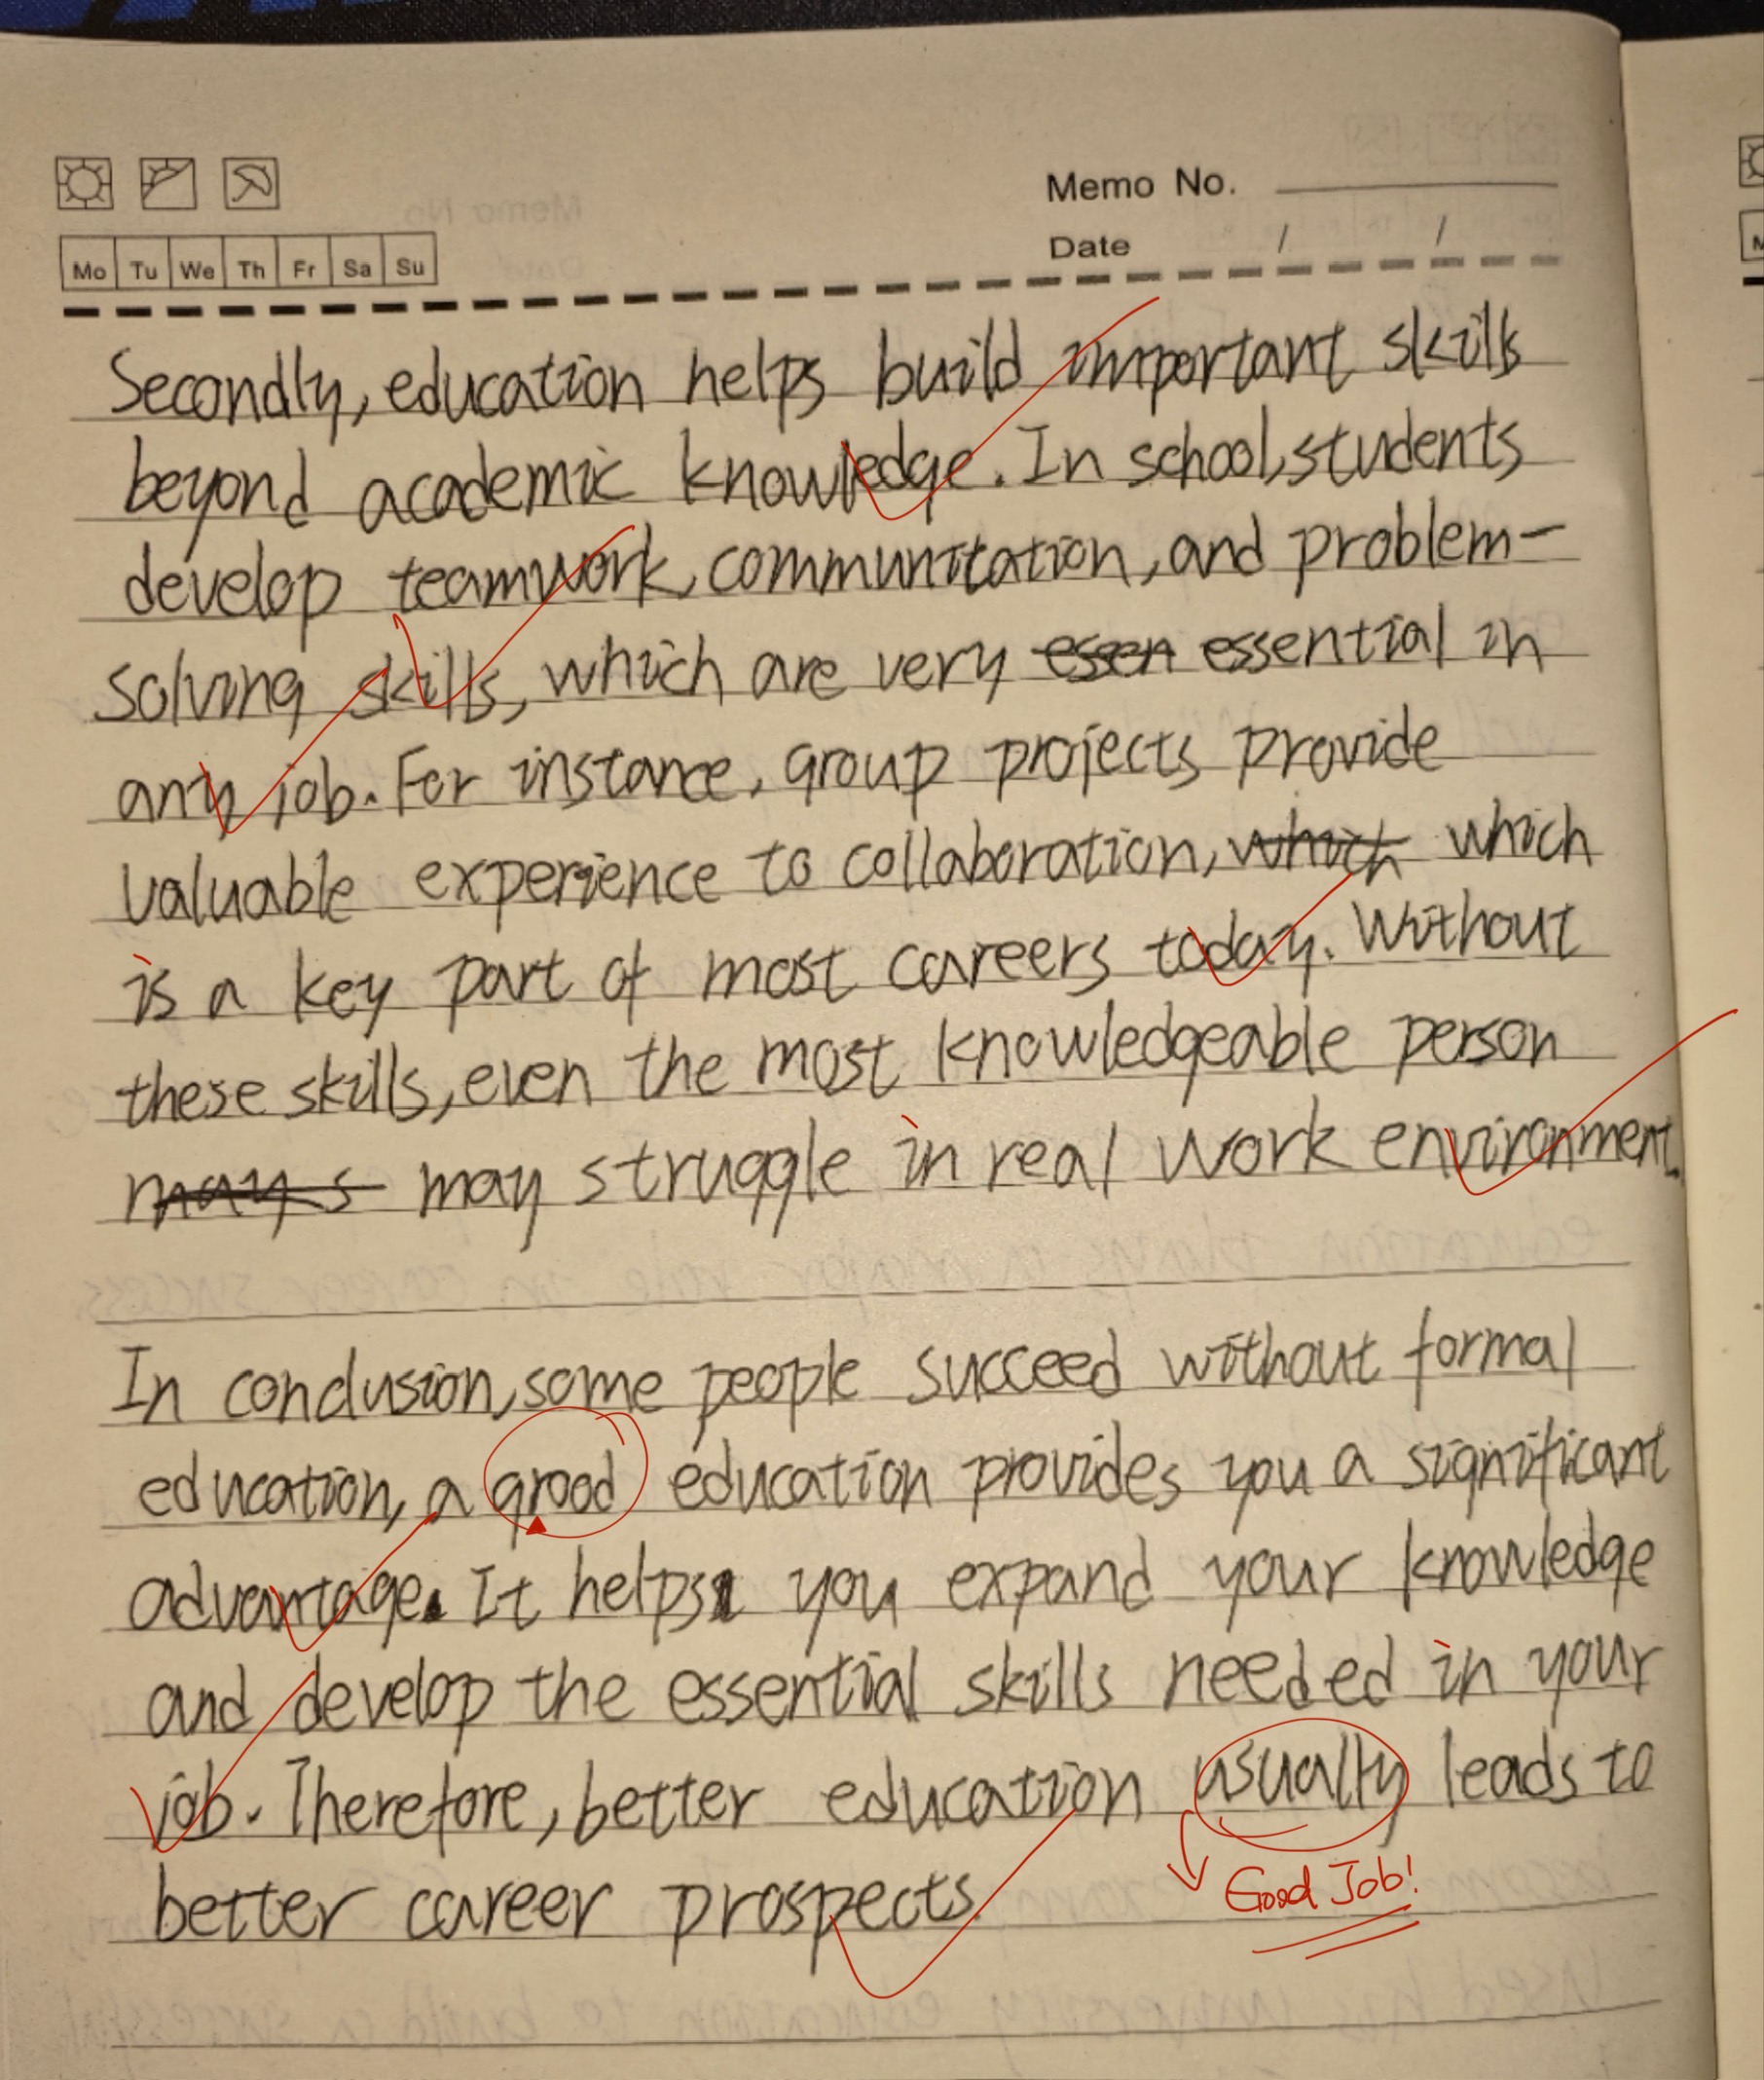 Memo No.
Mo Tu We Th Fr Sa Su
Date / /
Secondly, education helps build important skills
beyond academic knowledge. In school, students
develop teamwork, communitation, and problem-
solving skills, which are very essen essential in
any job. For instance, group projects provide
valuable experience to collaboration, which which
is a key part of most careers today. Without
these skills, even the most knowledgeable person
may s may struggle in real work environment.
In conclusion, some people succeed without formal
education, a grood education provides you a significant
advantage. It helps you expand your knowledge
and develop the essential skills needed in your
job. Therefore, better education usually leads to
better career prospects.
Good Job!